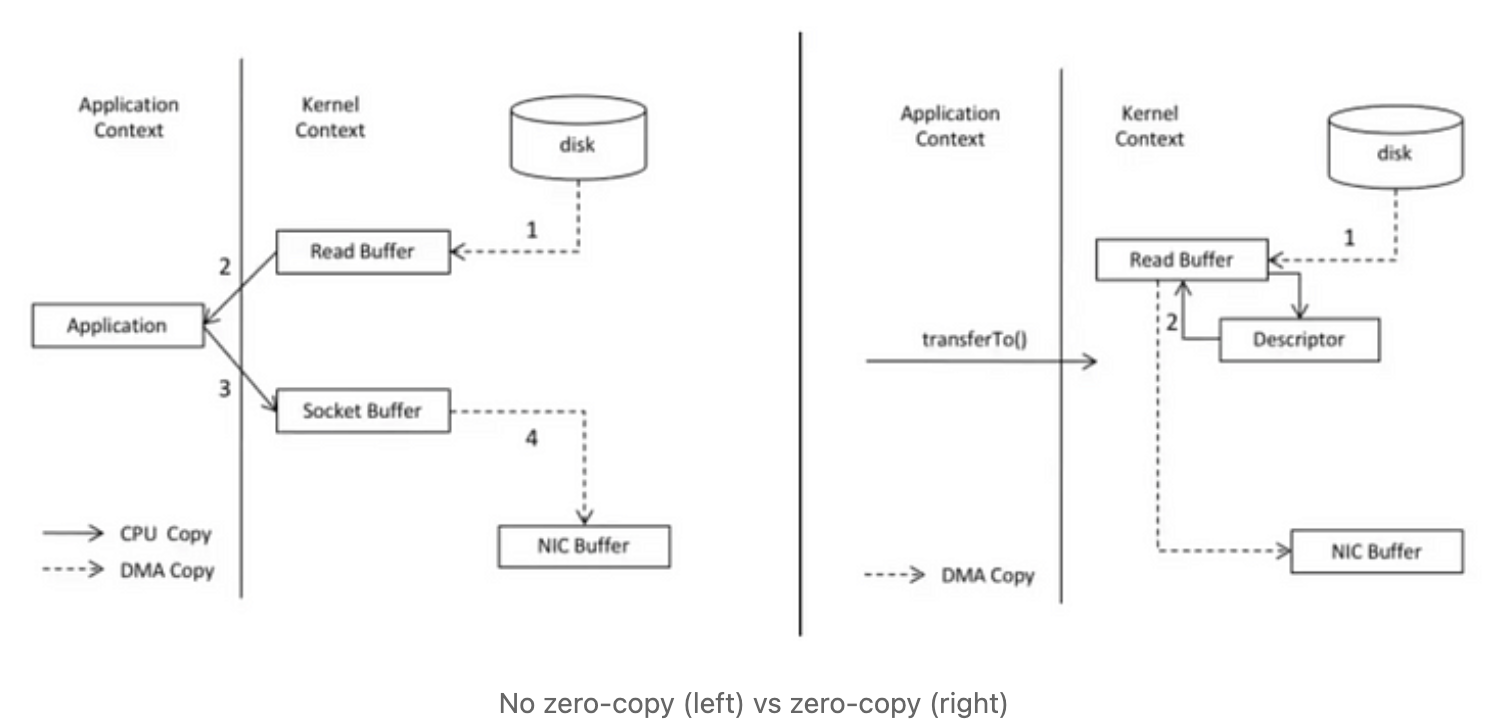 Application
Context
Kernel
Context
disk
1
Read Buffer
2
Application
3
Socket Buffer
4
NIC Buffer
CPU Copy
DMA Copy
Application
Context
Kernel
Context
disk
1
Read Buffer
2
Descriptor
transferTo()
NIC Buffer
DMA Copy
No zero-copy (left) vs zero-copy (right)